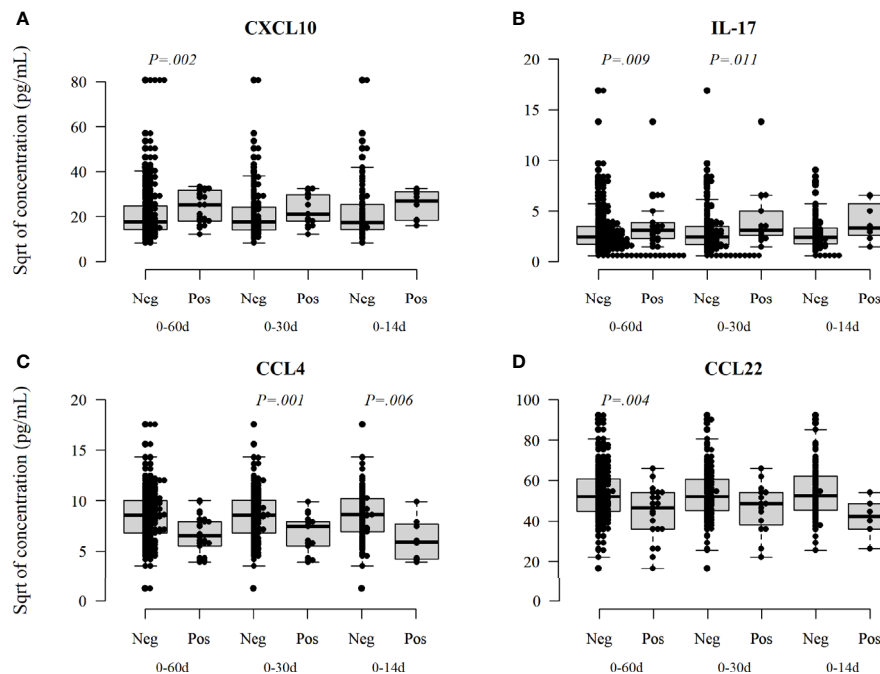 A
CXCL10
Sqrt of concentration (pg/mL)
P=.002
80
60
40
20
0
Neg Pos Neg Pos Neg Pos
0-60d 0-30d 0-14d
B
IL-17
P=.009 P=.011
20
15
10
5
0
Neg Pos Neg Pos Neg Pos
0-60d 0-30d 0-14d
C
CCL4
Sqrt of concentration (pg/mL)
P=.001 P=.006
20
15
10
5
0
Neg Pos Neg Pos Neg Pos
0-60d 0-30d 0-14d
D
CCL22
P=.004
100
80
60
40
20
0
Neg Pos Neg Pos Neg Pos
0-60d 0-30d 0-14d